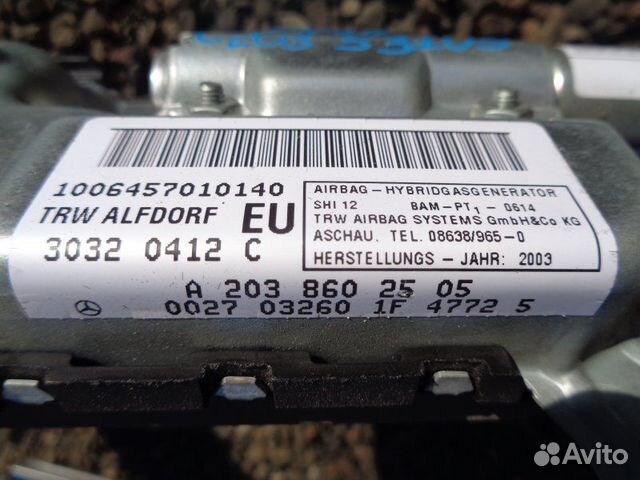 1006457010140
TRW ALFDORF EU
3032 0412 C
AIRBAG - HYBRIDGASGENERATOR
SHI 12 BAM-PT1-0614
TRW AIRBAG SYSTEMS GmbH&Co KG
ASCHAU. TEL. 08638/965-0
HERSTELLUNGS - JAHR: 2003
A 203 860 25 05
0027 03260 1F 4772 5
Avito